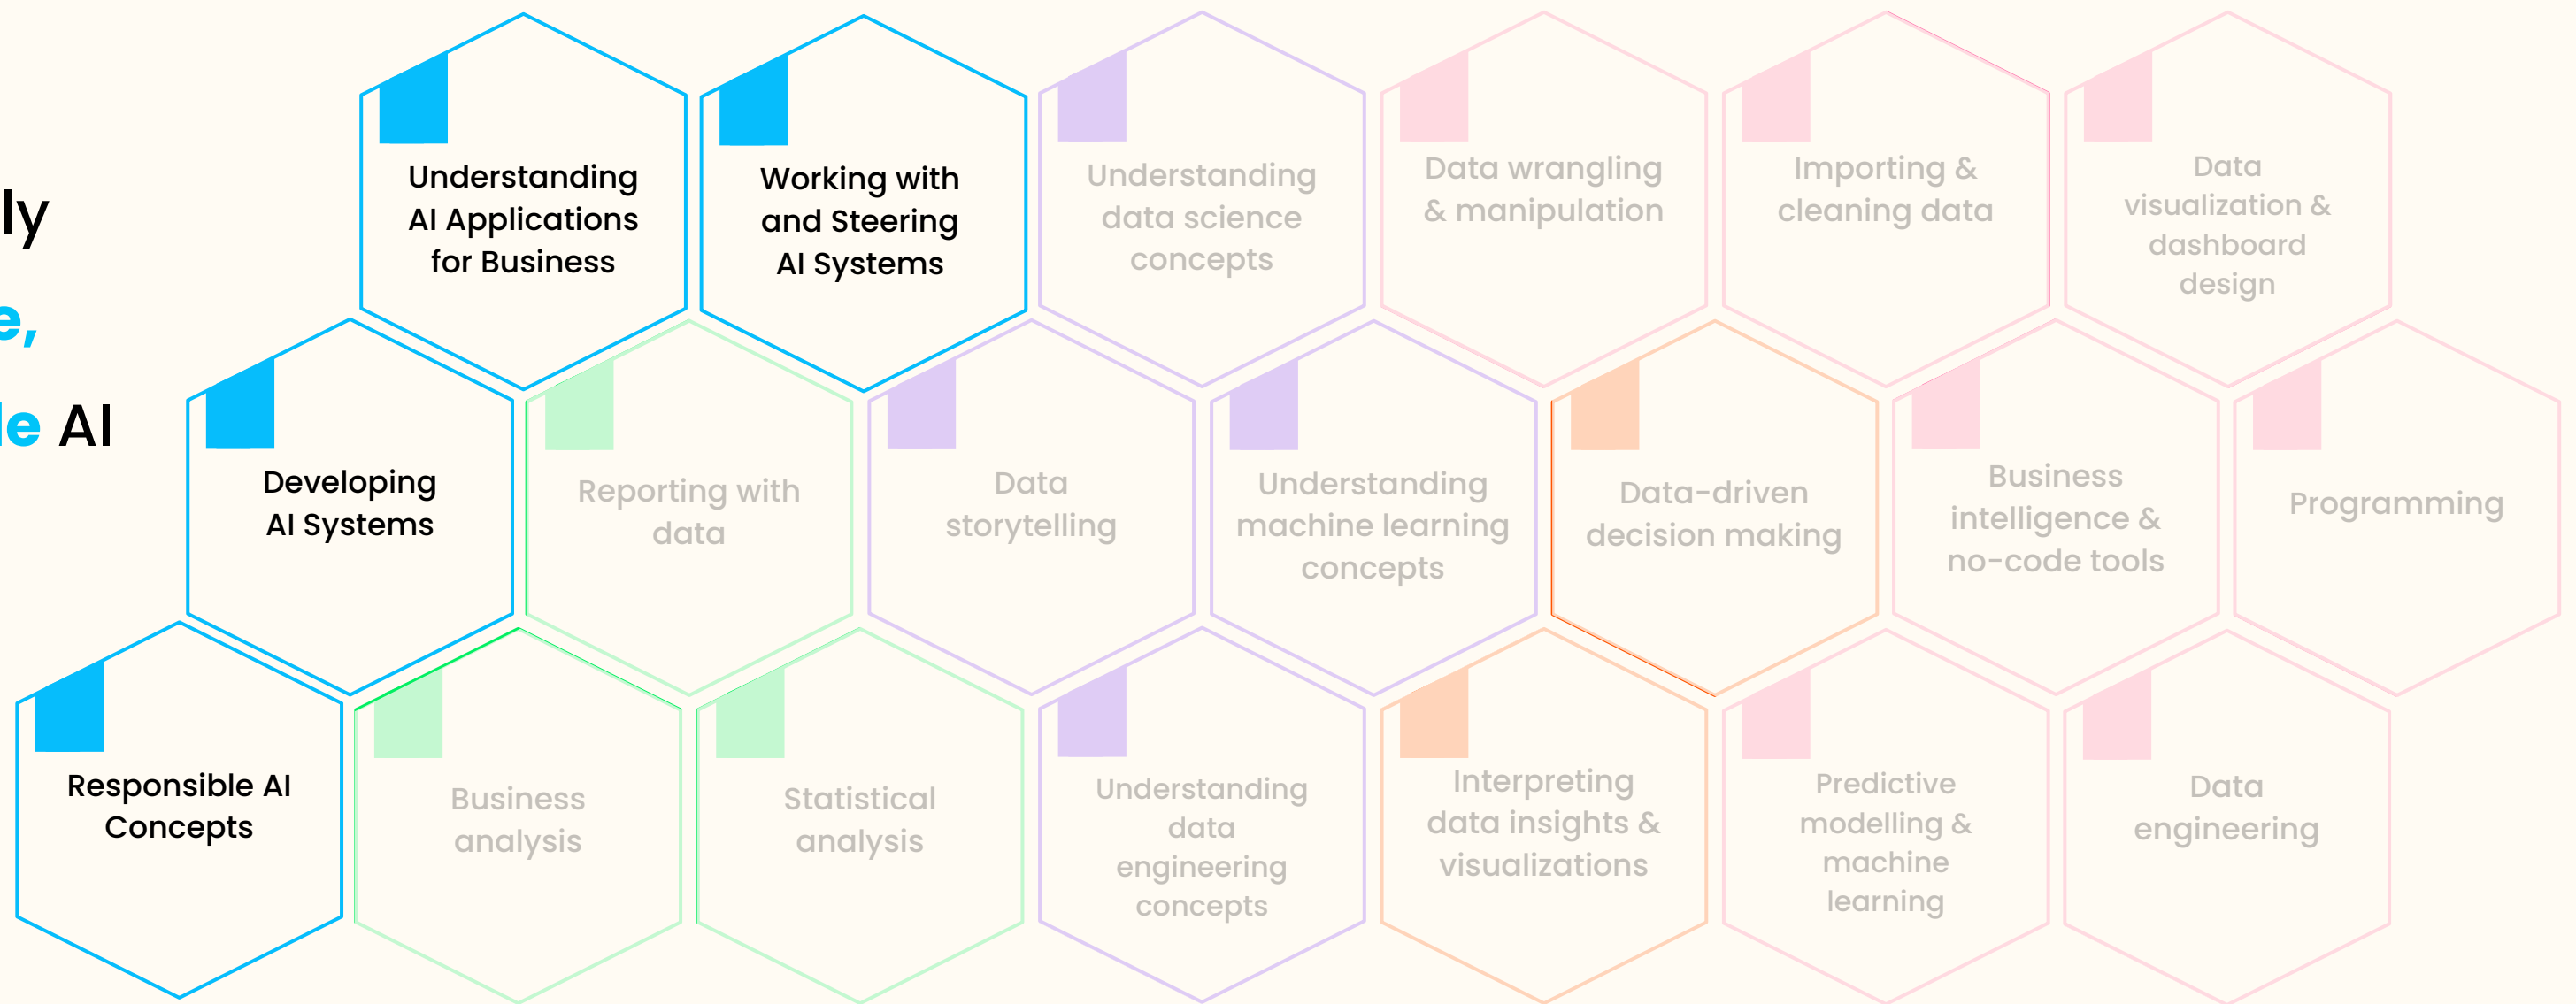 ly
e,
le AI
Understanding
AI Applications
for Business
Working with
and Steering
AI Systems
Understanding
data science
concepts
Data wrangling
& manipulation
Importing &
cleaning data
Data
visualization &
dashboard
design
Developing
AI Systems
Reporting with
data
Data
storytelling
Understanding
machine learning
concepts
Data-driven
decision making
Business
intelligence &
no-code tools
Programming
Responsible AI
Concepts
Business
analysis
Statistical
analysis
Understanding
data
engineering
concepts
Interpreting
data insights &
visualizations
Predictive
modelling &
machine
learning
Data
engineering